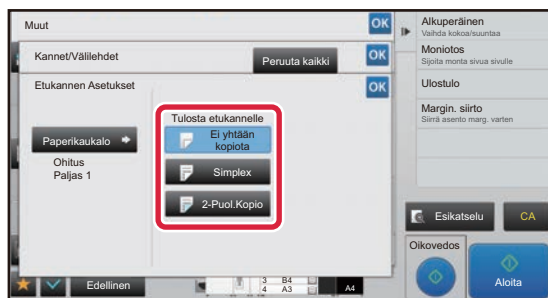 Muut
OK
Kannet/Välilehdet
Peruuta kaikki
OK
Etukannen Asetukset
OK
Tulosta etukannelle
Paperikaukalo
Ohitus
Paljas 1
Ei yhtään
kopiota
Simplex
2-Puol.Kopio
Edellinen
3 B4
4 A3
A4
Alkuperäinen
Vaihda kokoa/suuntaa
Moniotos
Sijoita monta sivua sivulle
Ulostulo
Margin. siirto
Siirrä asento marg. varten
Esikatselu
CA
Oikovedos
Aloita